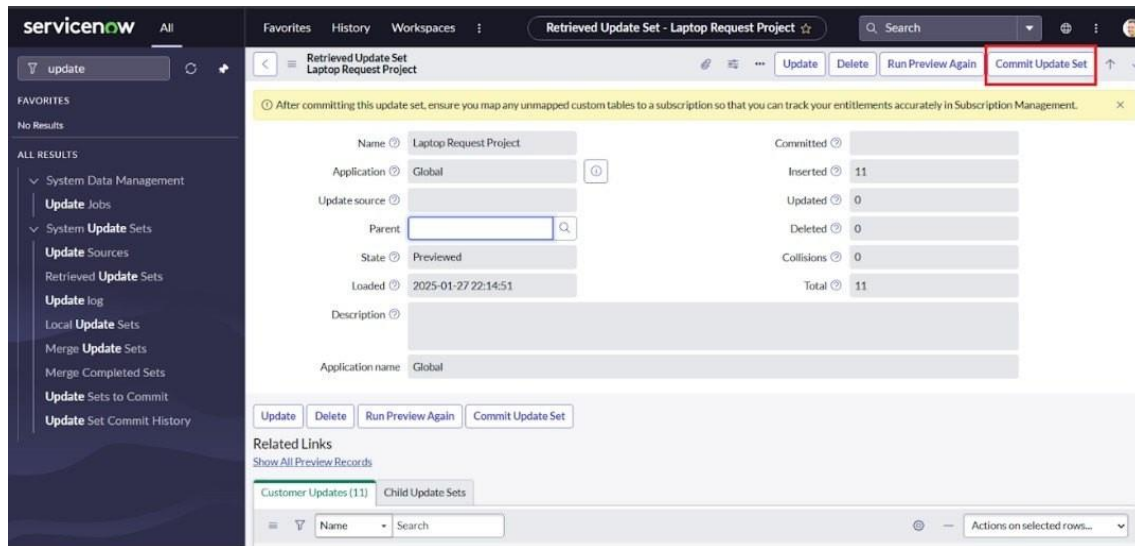 servicenow All Favorites History Workspaces Retrieved Update Set - Laptop Request Project Search
update
FAVORITES
No Results
ALL RESULTS
System Data Management
Update Jobs
System Update Sets
Update Sources
Retrieved Update Sets
Update log
Local Update Sets
Merge Update Sets
Merge Completed Sets
Update Sets to Commit
Update Set Commit History
Retrieved Update Set
Laptop Request Project
Update Delete Run Preview Again Commit Update Set
After committing this update set, ensure you map any unmapped custom tables to a subscription so that you can track your entitlements accurately in Subscription Management.
Name Laptop Request Project Committed
Application Global Inserted 11
Update source Updated 0
Parent Deleted 0
State Previewed Collisions 0
Loaded 2025-01-27 22:14:51 Total 11
Description
Application name Global
Update Delete Run Preview Again Commit Update Set
Related Links
Show All Preview Records
Customer Updates (11) Child Update Sets
Name Search Actions on selected rows...